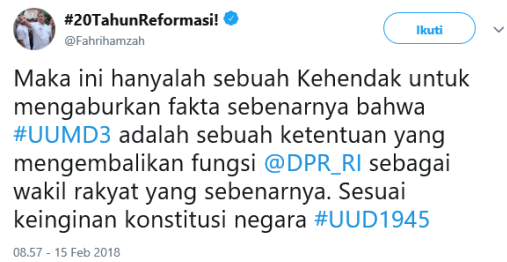 #20TahunReformasi!
@Fahrihamzah
Ikuti
Maka ini hanyalah sebuah Kehendak untuk
mengaburkan fakta sebenarnya bahwa
#UUMD3 adalah sebuah ketentuan yang
mengembalikan fungsi @DPR_RI sebagai
wakil rakyat yang sebenarnya. Sesuai
keinginan konstitusi negara #UUD1945
08.57 - 15 Feb 2018